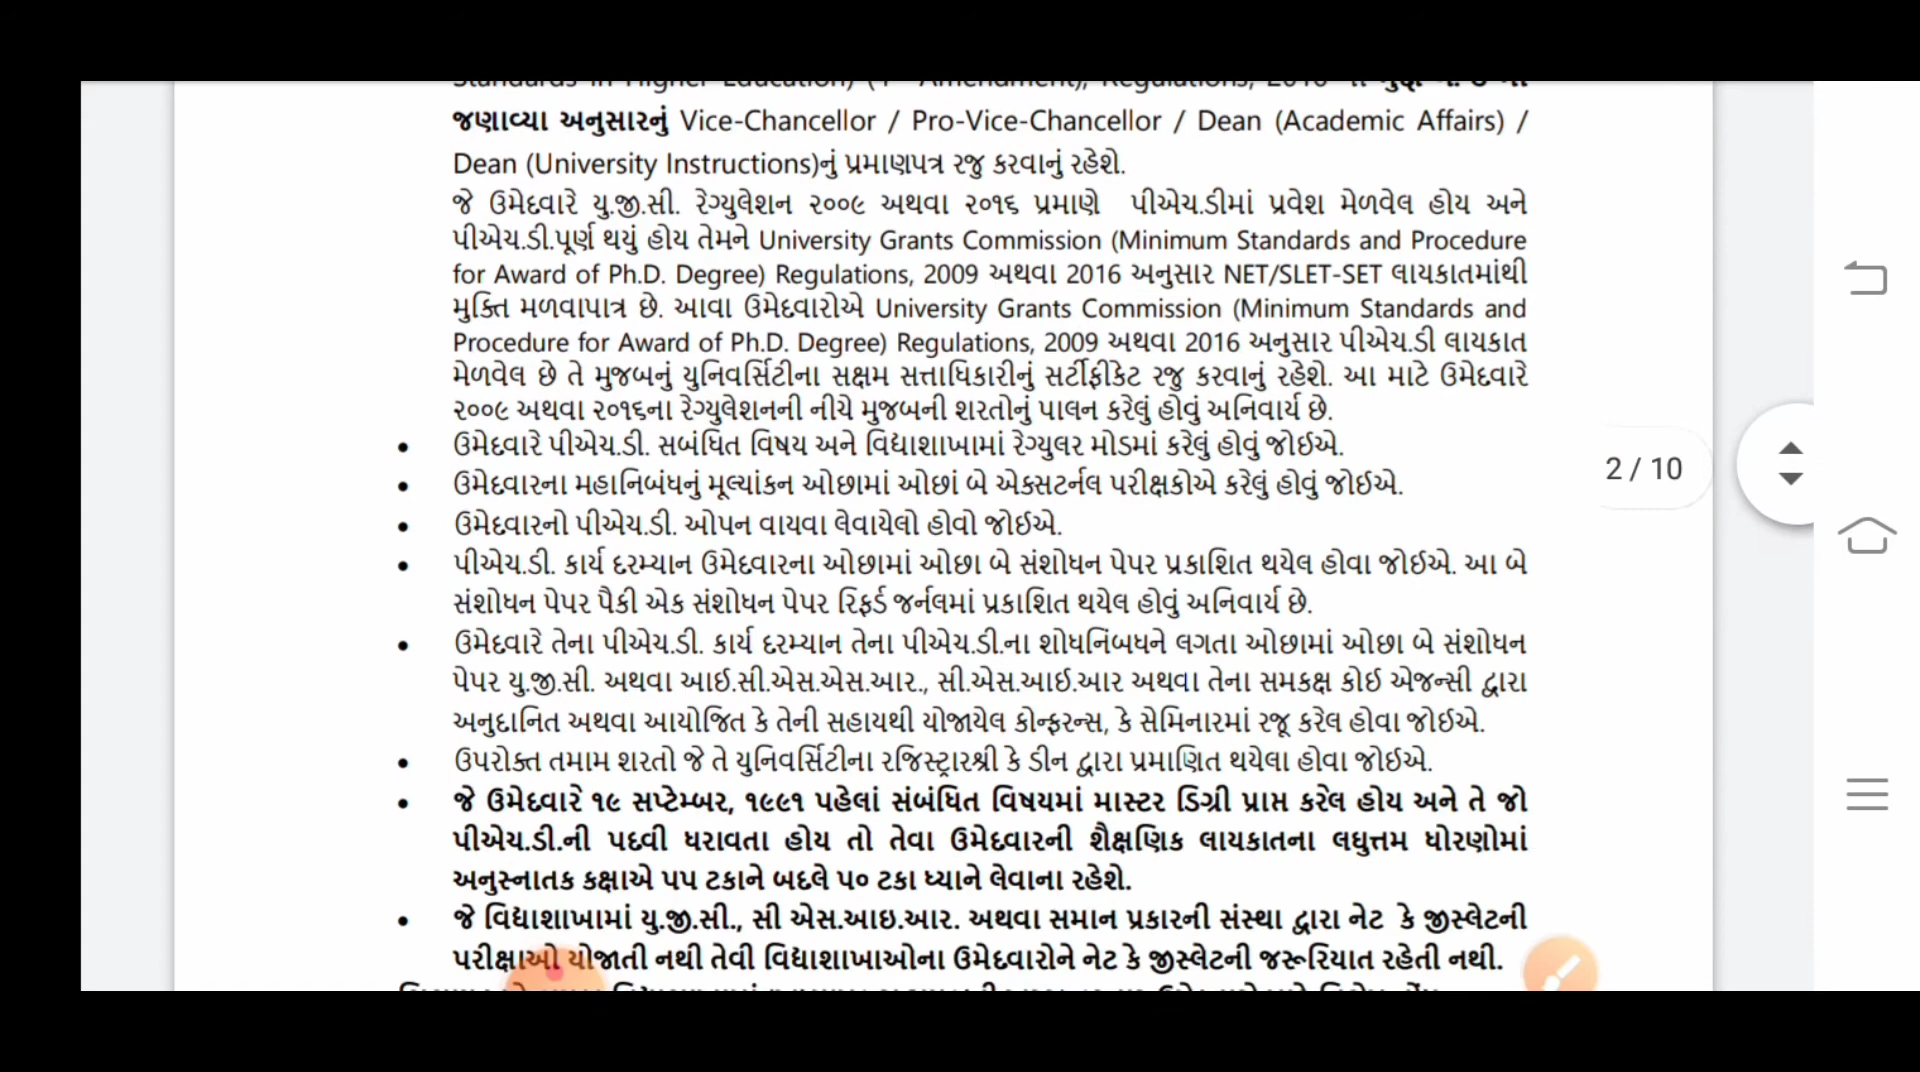 જણાવ્યા અનુસારનું Vice-Chancellor / Pro-Vice-Chancellor / Dean (Academic Affairs) /
Dean (University Instructions)નું પ્રમાણપત્ર રજુ કરવાનું રહેશે.
જે ઉમેદવારે યુ.જી.સી. રેગ્યુલેશન ૨૦૦૯ અથવા ૨૦૧૬ પ્રમાણે પીએચ.ડીમાં પ્રવેશ મેળવેલ હોય અને
પીએચ.ડી.પૂર્ણ થયું હોય તેમને University Grants Commission (Minimum Standards and Procedure
for Award of Ph.D. Degree) Regulations, 2009 અથવા 2016 અનુસાર NET/SLET-SET લાયકાતમાંથી
મુક્તિ મળવાપાત્ર છે. આવા ઉમેદવારોએ University Grants Commission (Minimum Standards and
Procedure for Award of Ph.D. Degree) Regulations, 2009 અથવા 2016 અનુસાર પીએચ.ડી લાયકાત
મેળવેલ છે તે મુજબનું યુનિવર્સિટીના સક્ષમ સત્તાધિકારીનું સર્ટીફીકેટ રજુ કરવાનું રહેશે. આ માટે ઉમેદવારે
૨૦૦૯ અથવા ૨૦૧૬ના રેગ્યુલેશનની નીચે મુજબની શરતોનું પાલન કરેલું હોવું અનિવાર્ય છે.
• ઉમેદવારે પીએચ.ડી. સબંધિત વિષય અને વિદ્યાશાખામાં રેગ્યુલર મોડમાં કરેલું હોવું જોઈએ.
• ઉમેદવારના મહાનિબંધનું મૂલ્યાંકન ઓછામાં ઓછાં બે એક્સટર્નલ પરીક્ષકોએ કરેલું હોવું જોઈએ.
• ઉમેદવારનો પીએચ.ડી. ઓપન વાયવા લેવાયેલો હોવો જોઈએ.
• પીએચ.ડી. કાર્ય દરમ્યાન ઉમેદવારના ઓછામાં ઓછા બે સંશોધન પેપર પ્રકાશિત થયેલ હોવા જોઈએ. આ બે
સંશોધન પેપર પૈકી એક સંશોધન પેપર રિફર્ડ જર્નલમાં પ્રકાશિત થયેલ હોવું અનિવાર્ય છે.
• ઉમેદવારે તેના પીએચ.ડી. કાર્ય દરમ્યાન તેના પીએચ.ડી.ના શોધનિંબધને લગતા ઓછામાં ઓછા બે સંશોધન
પેપર યુ.જી.સી. અથવા આઈ.સી.એસ.એસ.આર., સી.એસ.આઈ.આર અથવા તેના સમકક્ષ કોઈ એજન્સી દ્વારા
અનુદાનિત અથવા આયોજિત કે તેની સહાયથી યોજાયેલ કોન્ફરન્સ, કે સેમિનારમાં રજૂ કરેલ હોવા જોઈએ.
• ઉપરોક્ત તમામ શરતો જે તે યુનિવર્સિટીના રજિસ્ટ્રારશ્રી કે ડીન દ્વારા પ્રમાણિત થયેલા હોવા જોઈએ.
• જે ઉમેદવારે ૧૯ સપ્ટેમ્બર, ૧૯૯૧ પહેલાં સંબંધિત વિષયમાં માસ્ટર ડિગ્રી પ્રાપ્ત કરેલ હોય અને તે જો
પીએચ.ડી.ની પદવી ધરાવતા હોય તો તેવા ઉમેદવારની શૈક્ષણિક લાયકાતના લધુત્તમ ધોરણોમાં
અનુસ્નાતક કક્ષાએ ૫૫ ટકાને બદલે ૫૦ ટકા ધ્યાને લેવાના રહેશે.
• જે વિદ્યાશાખામાં યુ.જી.સી., સી એસ.આઇ.આર. અથવા સમાન પ્રકારની સંસ્થા દ્વારા નેટ કે જીસ્લેટની
પરીક્ષાઓ યોજાતી નથી તેવી વિદ્યાશાખાઓના ઉમેદવારોને નેટ કે જીસ્લેટની જરૂરિયાત રહેતી નથી.
2 / 10